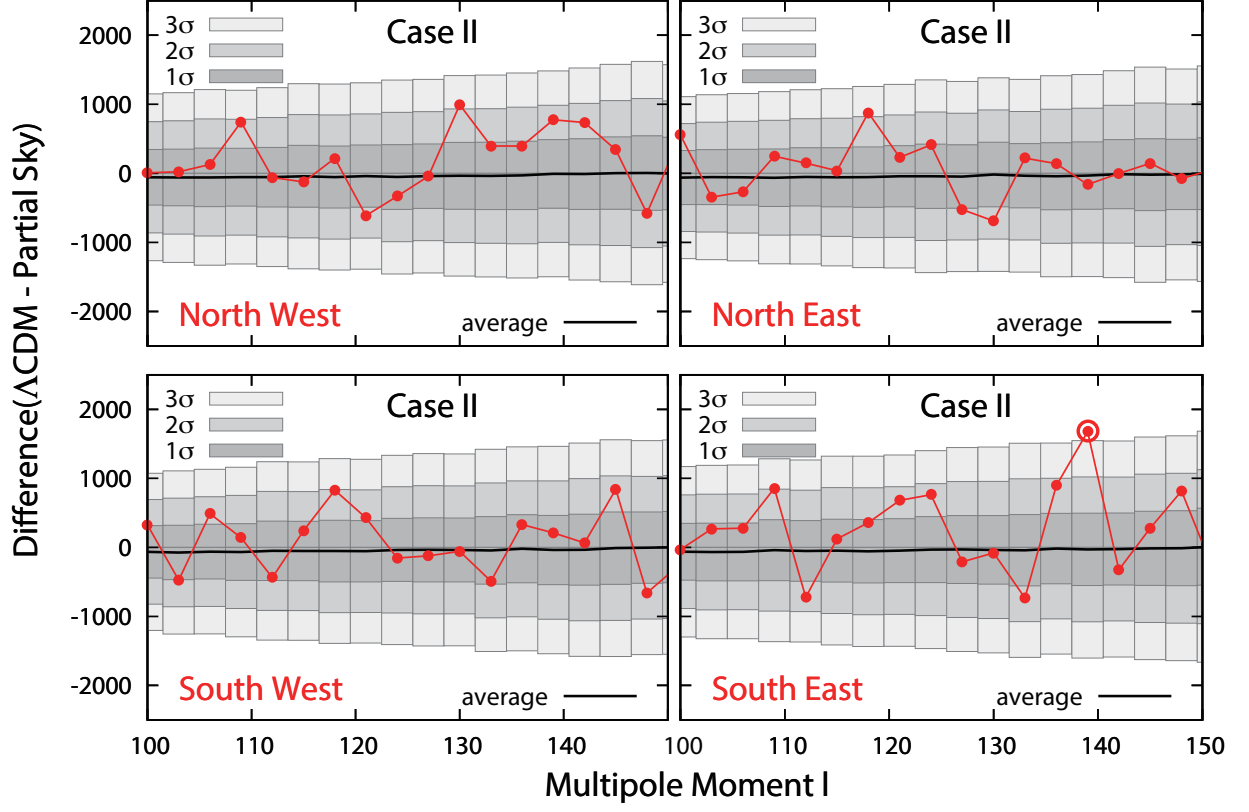 2000
1000
0
-1000
-2000
3σ
2σ
1σ
Case II
North West
average
3σ
2σ
1σ
Case II
North East
average
2000
1000
0
-1000
-2000
3σ
2σ
1σ
Case II
South West
average
3σ
2σ
1σ
Case II
South East
average
100 110 120 130 140
100 110 120 130 140 150
Difference(ΛCDM - Partial Sky)
Multipole Moment l